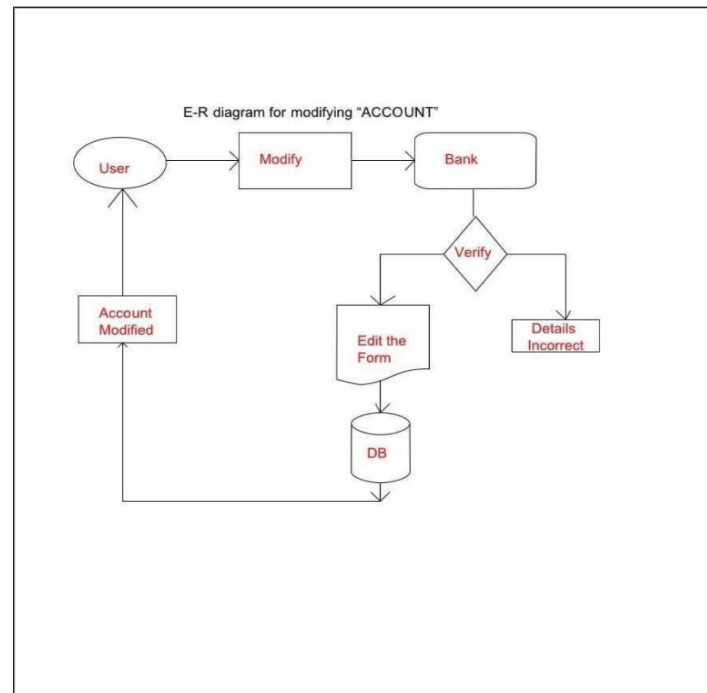 E-R diagram for modifying “ACCOUNT”
User
Modify
Bank
Verify
Account
Modified
Edit the
Form
Details
Incorrect
DB